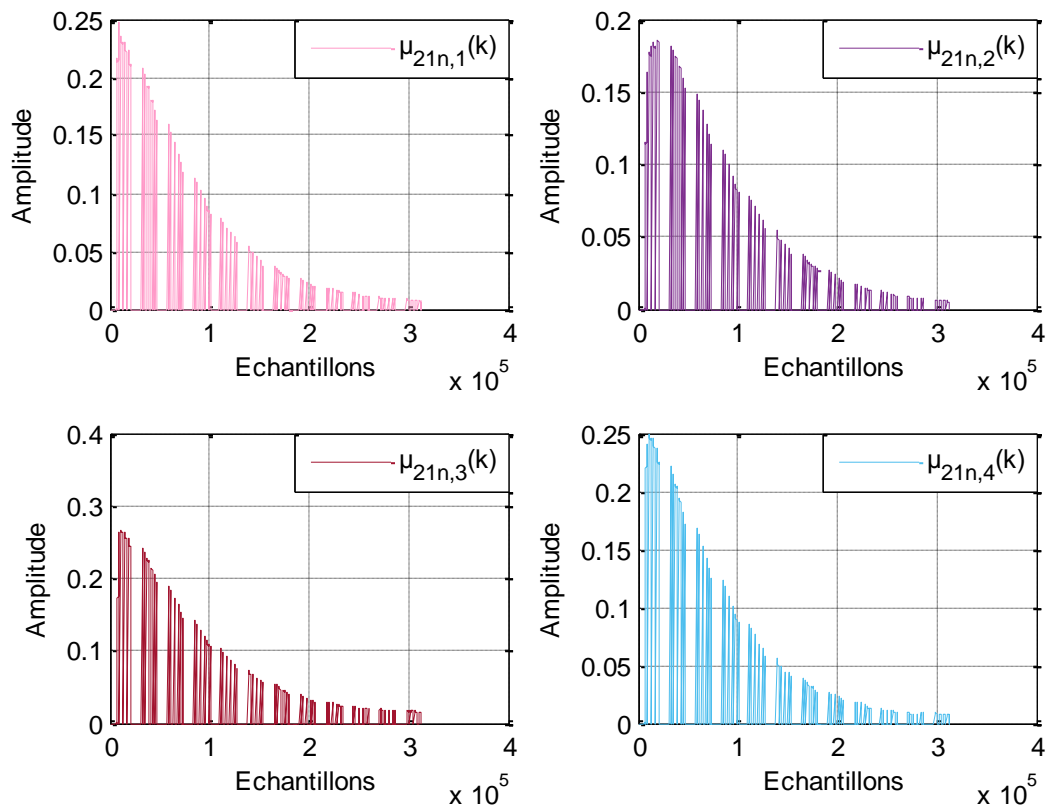 0.25
0.2
0.15
0.1
0.05
0
Amplitude
0 1 2 3 4
Echantillons
x 10^5
μ_21n,1(k)
0.2
0.15
0.1
0.05
0
Amplitude
0 1 2 3 4
Echantillons
x 10^5
μ_21n,2(k)
0.4
0.3
0.2
0.1
0
Amplitude
0 1 2 3 4
Echantillons
x 10^5
μ_21n,3(k)
0.25
0.2
0.15
0.1
0.05
0
Amplitude
0 1 2 3 4
Echantillons
x 10^5
μ_21n,4(k)